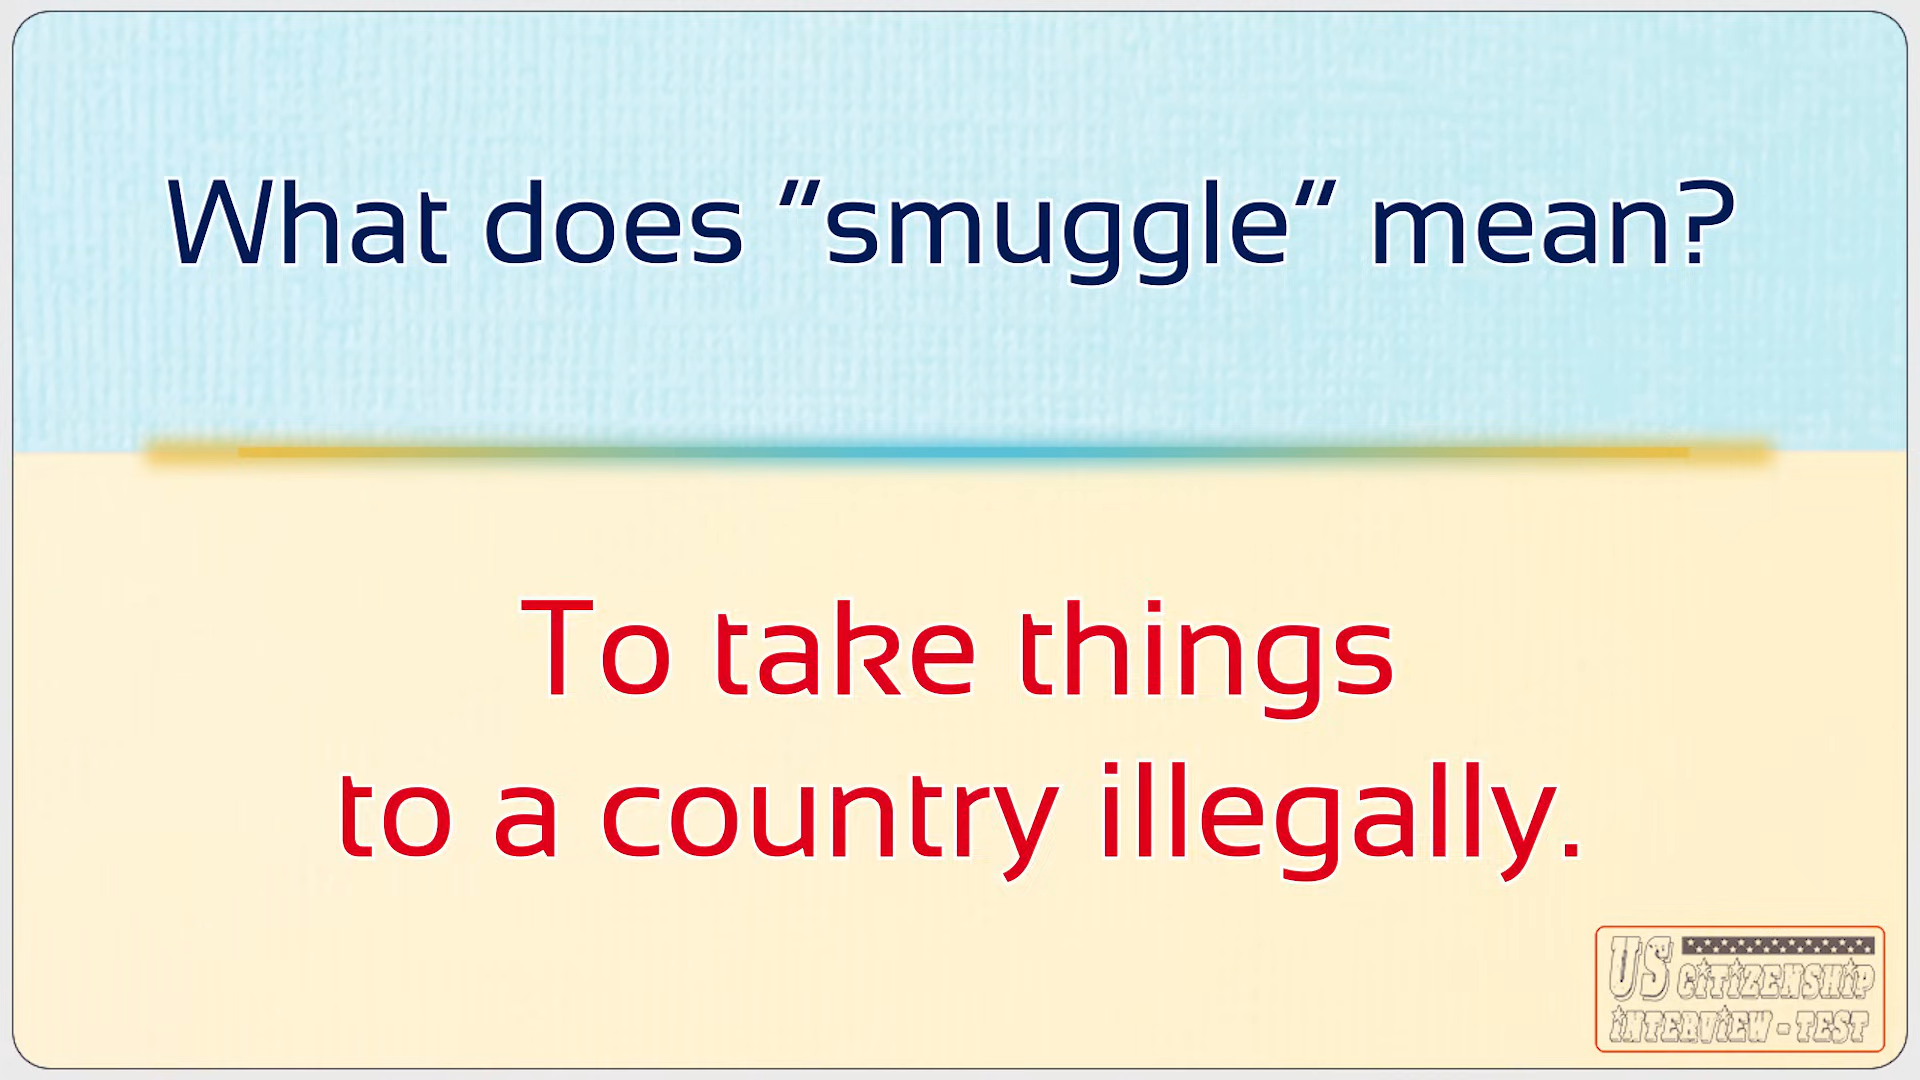 What does “smuggle” mean?
To take things
to a country illegally.
US CITIZENSHIP
INTERVIEW - TEST